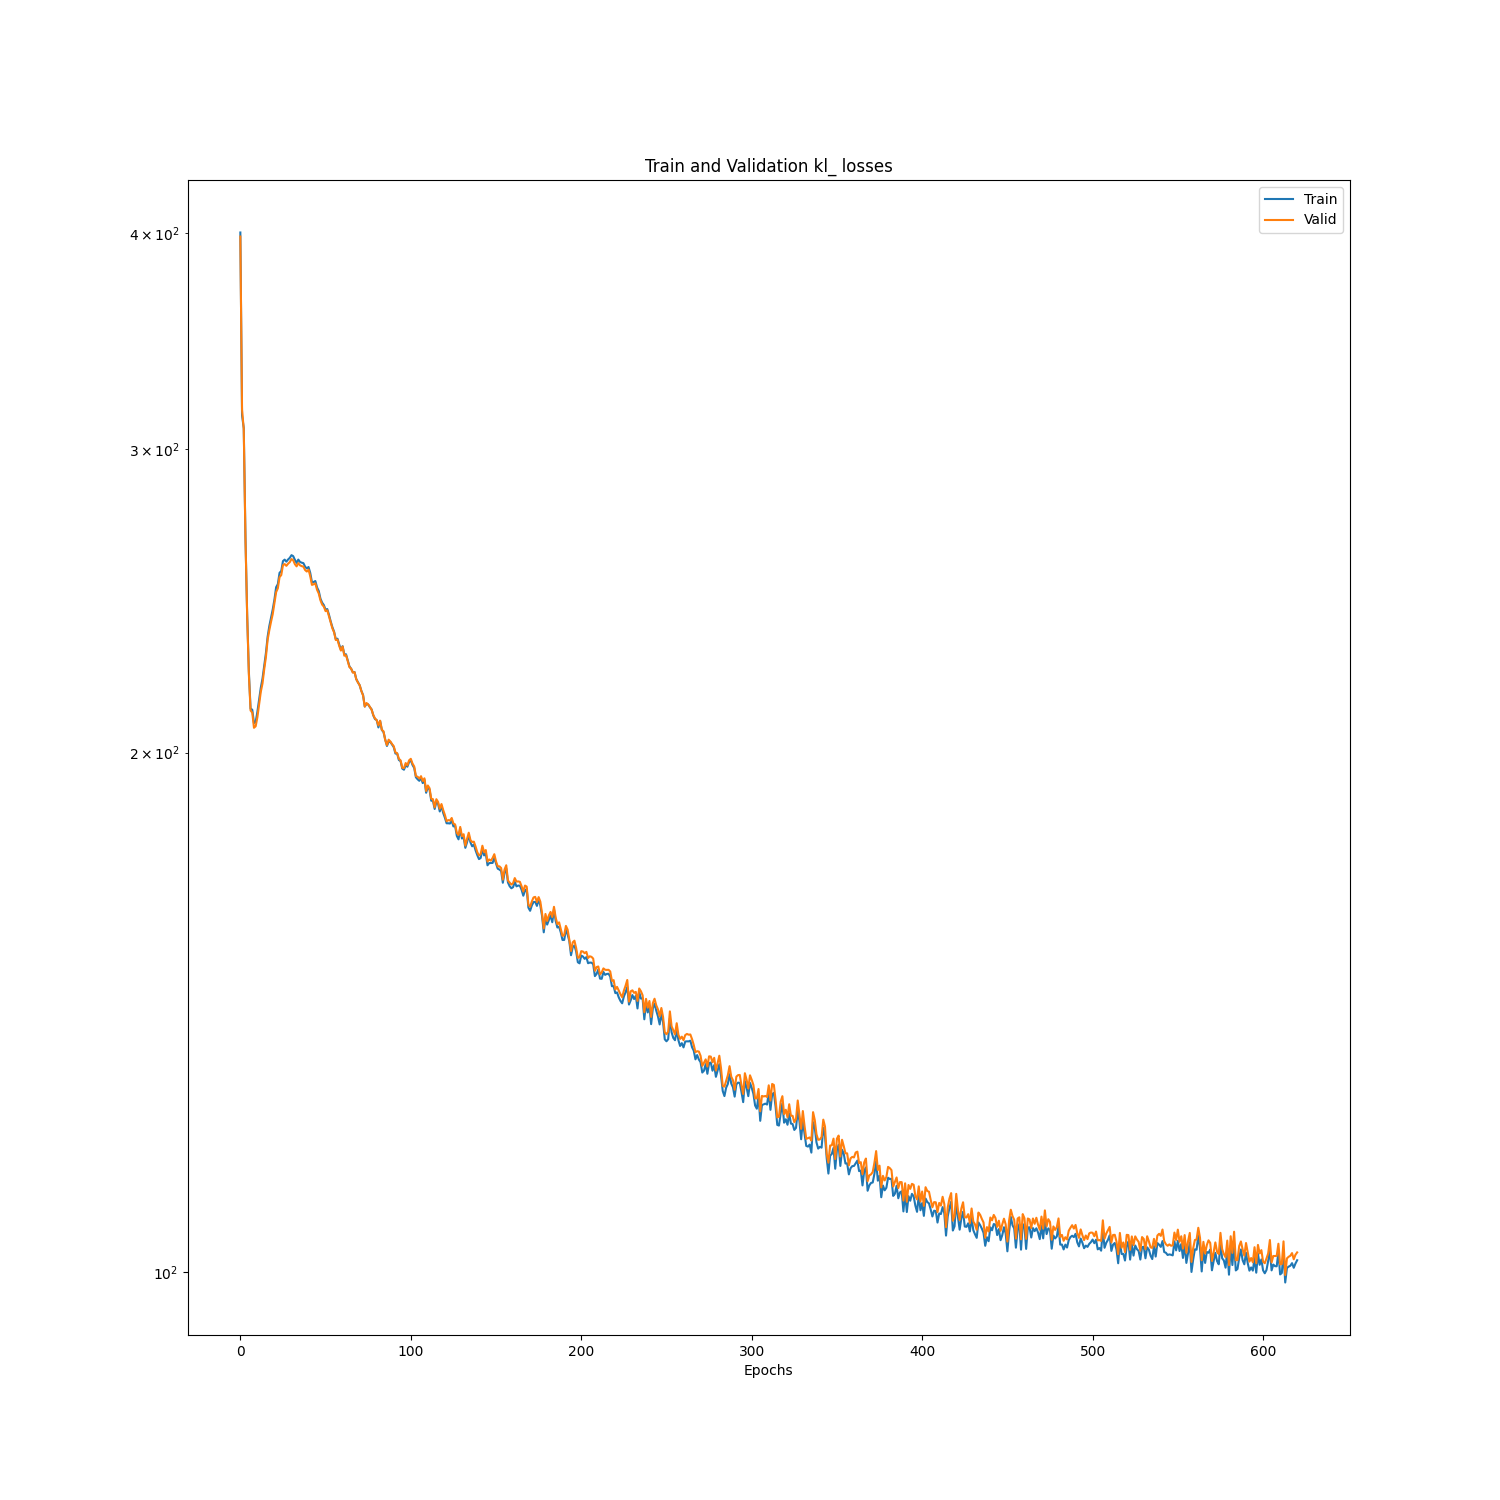 Train and Validation kl_ losses
Train
Valid
4 × 10²
3 × 10²
2 × 10²
10²
0 100 200 300 400 500 600
Epochs